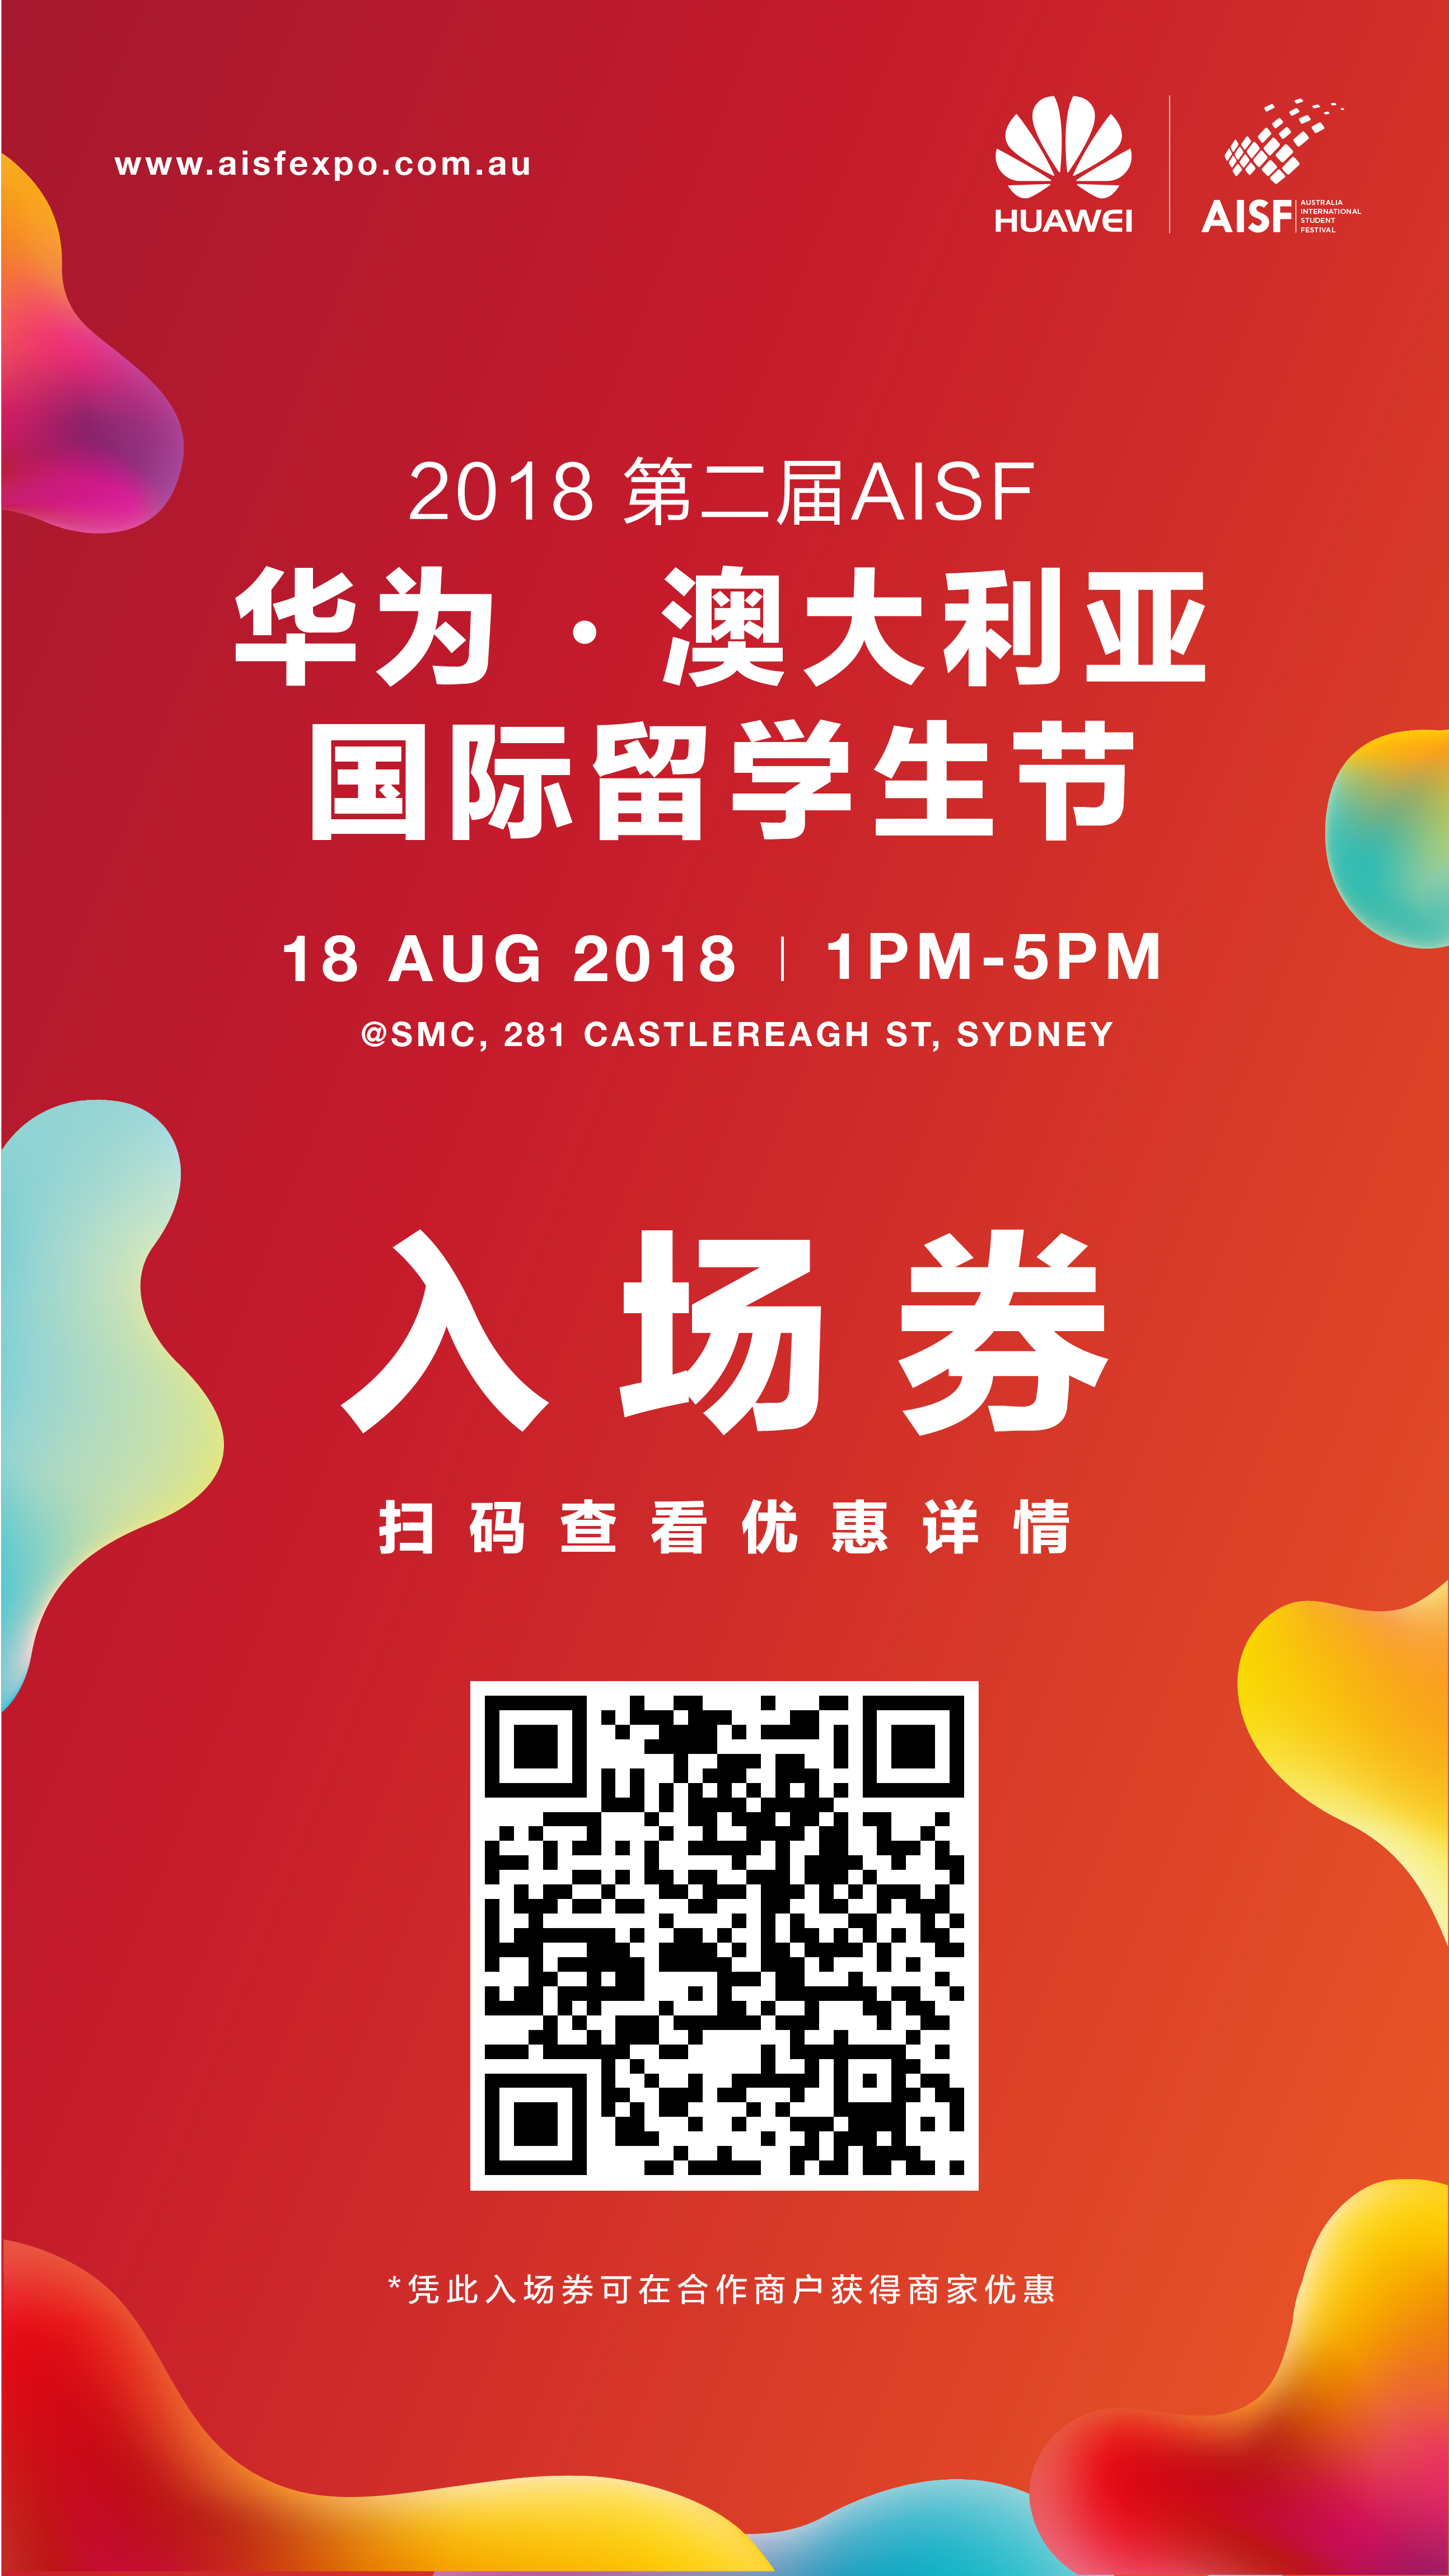 www.aisfexpo.com.au
HUAWEI
AISF
AUSTRALIA
INTERNATIONAL
STUDENT
FESTIVAL
2018 第二届AISF
华为·澳大利亚
国际留学生节
18 AUG 2018 | 1PM-5PM
@SMC, 281 CASTLEREAGH ST, SYDNEY
入场券
扫码查看优惠详情
*凭此入场券可在合作商户获得商家优惠